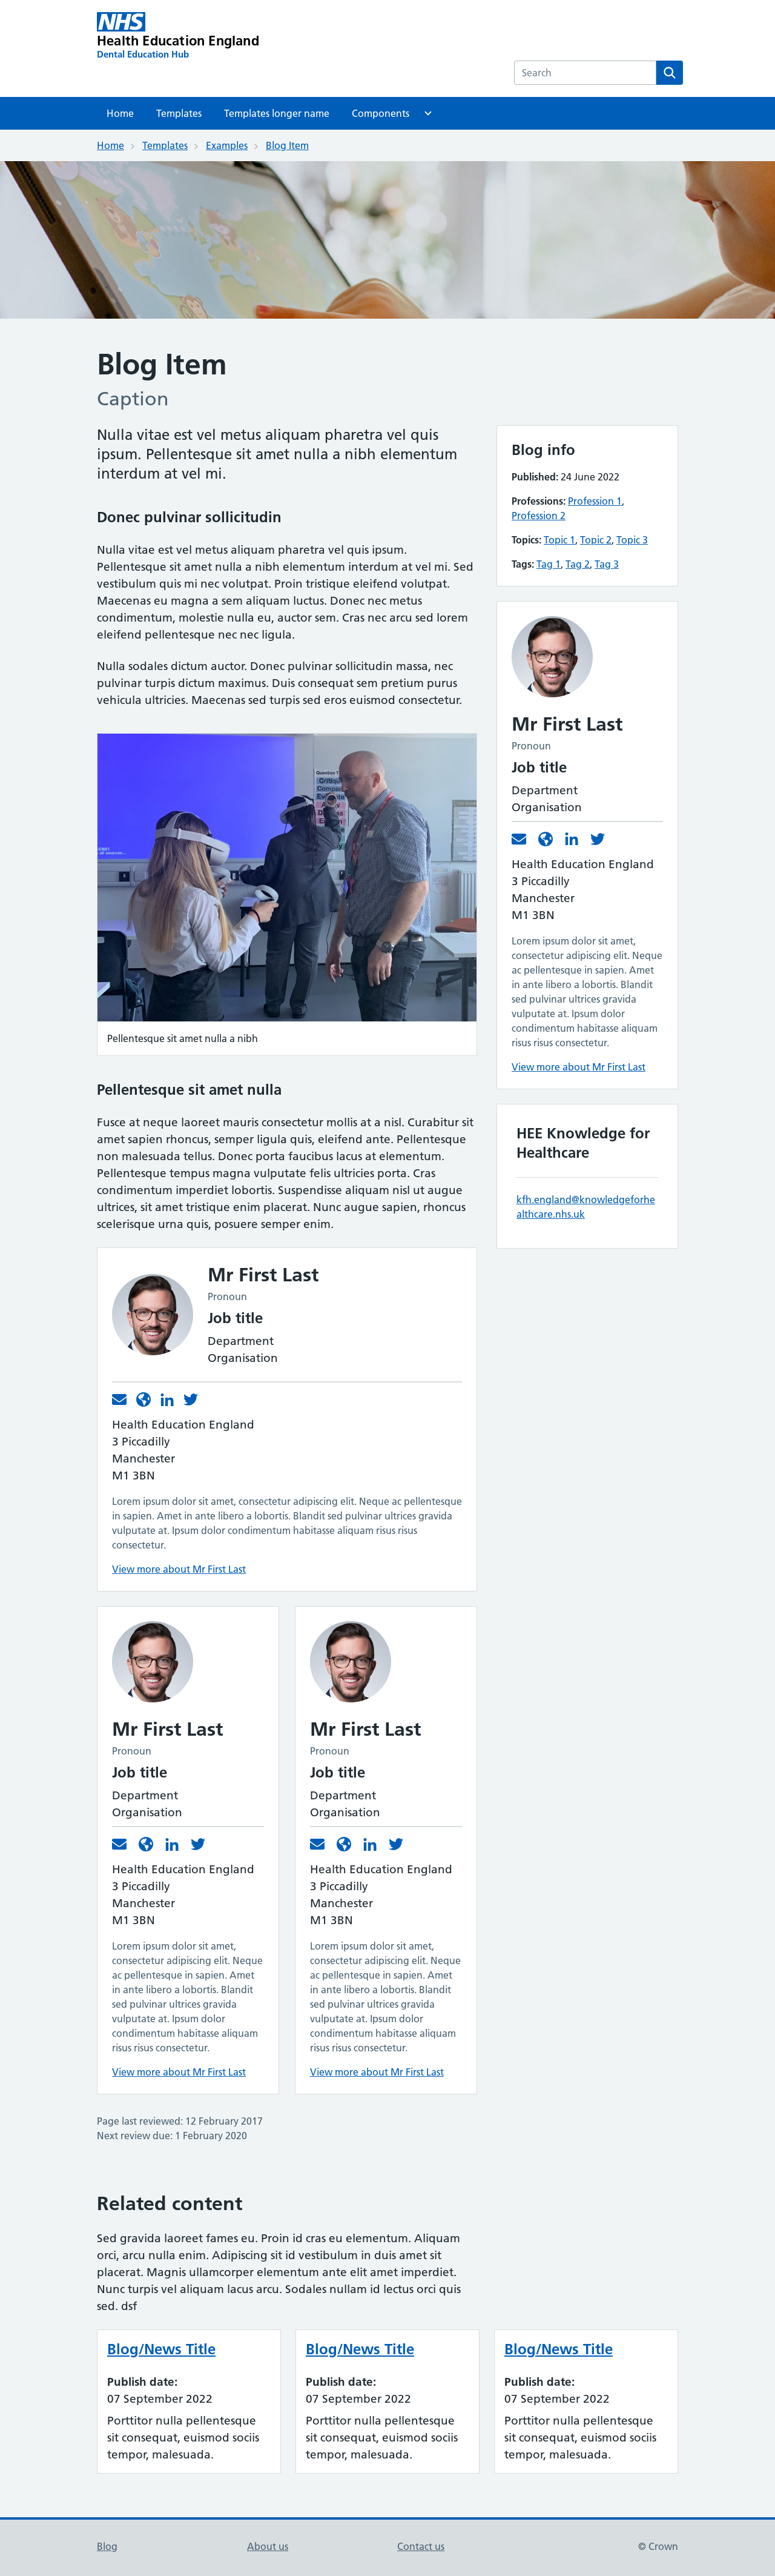 NHS
Health Education England
Dental Education Hub
Search
Home
Templates
Templates longer name
Components
Home
Templates
Examples
Blog Item
Blog Item
Caption
Nulla vitae est vel metus aliquam pharetra vel quis
ipsum. Pellentesque sit amet nulla a nibh elementum
interdum at vel mi.
Donec pulvinar sollicitudin
Nulla vitae est vel metus aliquam pharetra vel quis ipsum.
Pellentesque sit amet nulla a nibh elementum interdum at vel mi. Sed
vestibulum quis mi nec volutpat. Proin tristique eleifend volutpat.
Maecenas eu magna a sem aliquam luctus. Donec nec metus
condimentum, molestie nulla eu, auctor sem. Cras nec arcu sed lorem
eleifend pellentesque nec nec ligula.
Nulla sodales dictum auctor. Donec pulvinar sollicitudin massa, nec
pulvinar turpis dictum maximus. Duis consequat sem pretium purus
vehicula ultricies. Maecenas sed turpis sed eros euismod consectetur.
Pellentesque sit amet nulla a nibh
Pellentesque sit amet nulla
Fusce at neque laoreet mauris consectetur mollis at a nisl. Curabitur sit
amet sapien rhoncus, semper ligula quis, eleifend ante. Pellentesque
non malesuada tellus. Donec porta faucibus lacus at elementum.
Pellentesque tempus magna vulputate felis ultricies porta. Cras
condimentum imperdiet lobortis. Suspendisse aliquam nisl ut augue
ultrices, sit amet tristique enim placerat. Nunc augue sapien, rhoncus
scelerisque urna quis, posuere semper enim.
Mr First Last
Pronoun
Job title
Department
Organisation
Health Education England
3 Piccadilly
Manchester
M1 3BN
Lorem ipsum dolor sit amet, consectetur adipiscing elit. Neque ac pellentesque
in sapien. Amet in ante libero a lobortis. Blandit sed pulvinar ultrices gravida
vulputate at. Ipsum dolor condimentum habitasse aliquam risus risus
consectetur.
View more about Mr First Last
Mr First Last
Pronoun
Job title
Department
Organisation
Health Education England
3 Piccadilly
Manchester
M1 3BN
Lorem ipsum dolor sit amet,
consectetur adipiscing elit. Neque
ac pellentesque in sapien. Amet
in ante libero a lobortis. Blandit
sed pulvinar ultrices gravida
vulputate at. Ipsum dolor
condimentum habitasse aliquam
risus risus consectetur.
View more about Mr First Last
Mr First Last
Pronoun
Job title
Department
Organisation
Health Education England
3 Piccadilly
Manchester
M1 3BN
Lorem ipsum dolor sit amet,
consectetur adipiscing elit. Neque
ac pellentesque in sapien. Amet
in ante libero a lobortis. Blandit
sed pulvinar ultrices gravida
vulputate at. Ipsum dolor
condimentum habitasse aliquam
risus risus consectetur.
View more about Mr First Last
Page last reviewed: 12 February 2017
Next review due: 1 February 2020
Blog info
Published: 24 June 2022
Professions: Profession 1,
Profession 2
Topics: Topic 1, Topic 2, Topic 3
Tags: Tag 1, Tag 2, Tag 3
Mr First Last
Pronoun
Job title
Department
Organisation
Health Education England
3 Piccadilly
Manchester
M1 3BN
Lorem ipsum dolor sit amet,
consectetur adipiscing elit. Neque
ac pellentesque in sapien. Amet
in ante libero a lobortis. Blandit
sed pulvinar ultrices gravida
vulputate at. Ipsum dolor
condimentum habitasse aliquam
risus risus consectetur.
View more about Mr First Last
HEE Knowledge for
Healthcare
kfh.england@knowledgeforhe
althcare.nhs.uk
Related content
Sed gravida laoreet fames eu. Proin id cras eu elementum. Aliquam
orci, arcu nulla enim. Adipiscing sit id vestibulum in duis amet sit
placerat. Magnis ullamcorper elementum ante elit amet imperdiet.
Nunc turpis vel aliquam lacus arcu. Sodales nullam id lectus orci quis
sed. dsf
Blog/News Title
Publish date:
07 September 2022
Porttitor nulla pellentesque
sit consequat, euismod sociis
tempor, malesuada.
Blog/News Title
Publish date:
07 September 2022
Porttitor nulla pellentesque
sit consequat, euismod sociis
tempor, malesuada.
Blog/News Title
Publish date:
07 September 2022
Porttitor nulla pellentesque
sit consequat, euismod sociis
tempor, malesuada.
Blog
About us
Contact us
© Crown